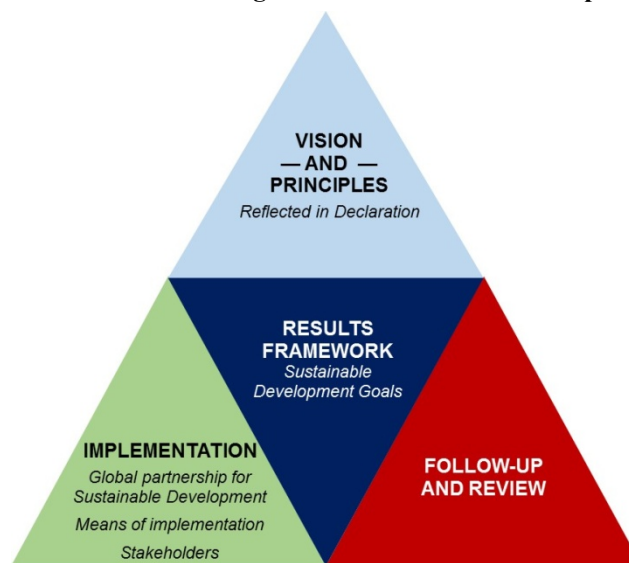 VISION
— AND —
PRINCIPLES
Reflected in Declaration
RESULTS
FRAMEWORK
Sustainable
Development Goals
IMPLEMENTATION
Global partnership for
Sustainable Development
Means of implementation
Stakeholders
FOLLOW-UP
AND REVIEW